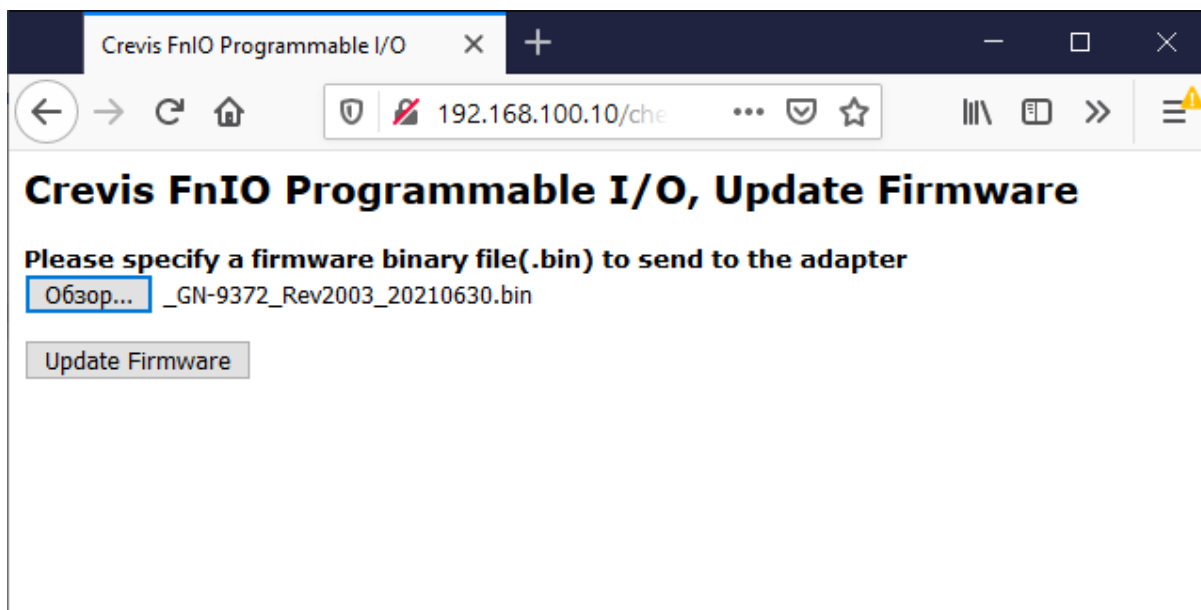 Crevis FnIO Programmable I/O
192.168.100.10/che
Crevis FnIO Programmable I/O, Update Firmware
Please specify a firmware binary file(.bin) to send to the adapter
Обзор... _GN-9372_Rev2003_20210630.bin
Update Firmware